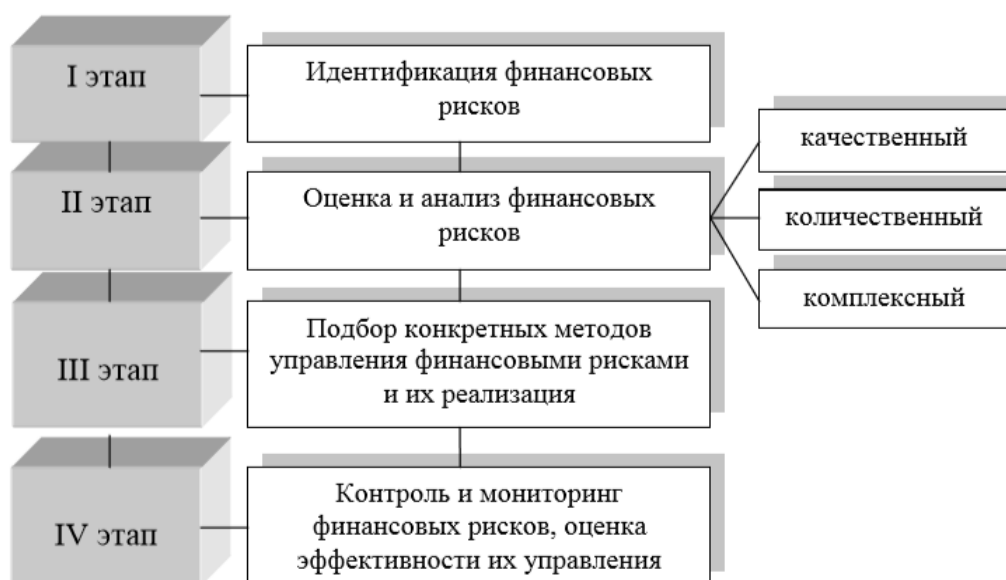 I этап
Идентификация финансовых
рисков
II этап
Оценка и анализ финансовых
рисков
качественный
количественный
комплексный
III этап
Подбор конкретных методов
управления финансовыми рисками
и их реализация
IV этап
Контроль и мониторинг
финансовых рисков, оценка
эффективности их управления